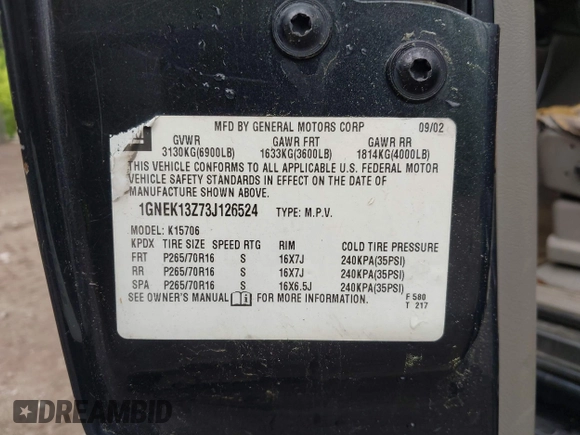 MFD BY GENERAL MOTORS CORP 09/02
GVWR GAWR FRT GAWR RR
3130KG(6900LB) 1633KG(3600LB) 1814KG(4000LB)
THIS VEHICLE CONFORMS TO ALL APPLICABLE U.S. FEDERAL MOTOR
VEHICLE SAFETY STANDARDS IN EFFECT ON THE DATE OF
MANUFACTURE SHOWN ABOVE.
1GNEK13Z73J126524 TYPE: M.P.V.
MODEL: K15706
KPDX TIRE SIZE SPEED RTG RIM COLD TIRE PRESSURE
FRT P265/70R16 S 16X7J 240KPA(35PSI)
RR P265/70R16 S 16X7J 240KPA(35PSI)
SPA P265/70R16 S 16X6.5J 240KPA(35PSI)
SEE OWNER'S MANUAL FOR MORE INFORMATION. F 580
T 217
DREAMBID